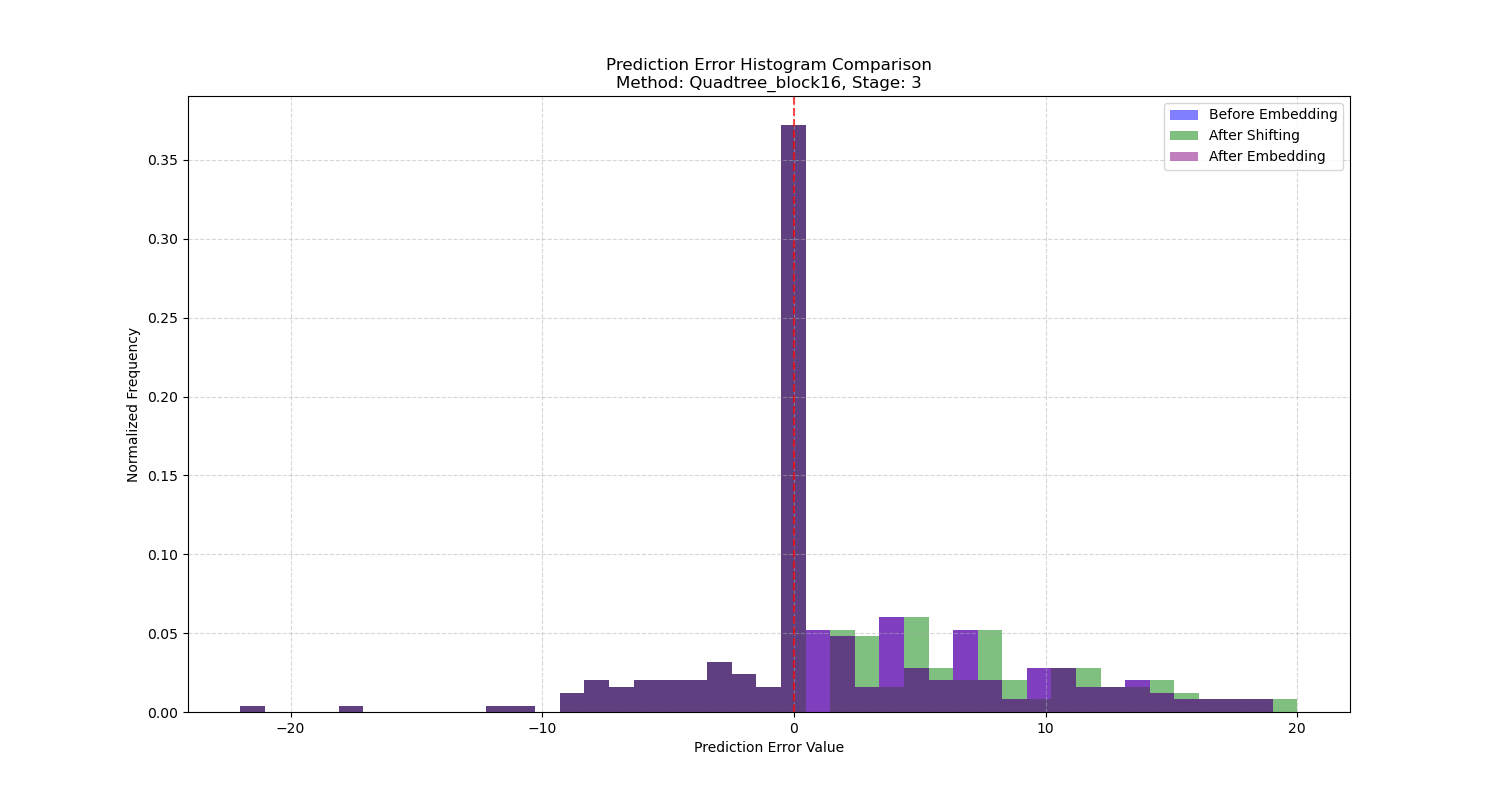 Prediction Error Histogram Comparison
Method: Quadtree_block16, Stage: 3
Before Embedding
After Shifting
After Embedding
Normalized Frequency
0.35
0.30
0.25
0.20
0.15
0.10
0.05
0.00
−20
−10
0
10
20
Prediction Error Value